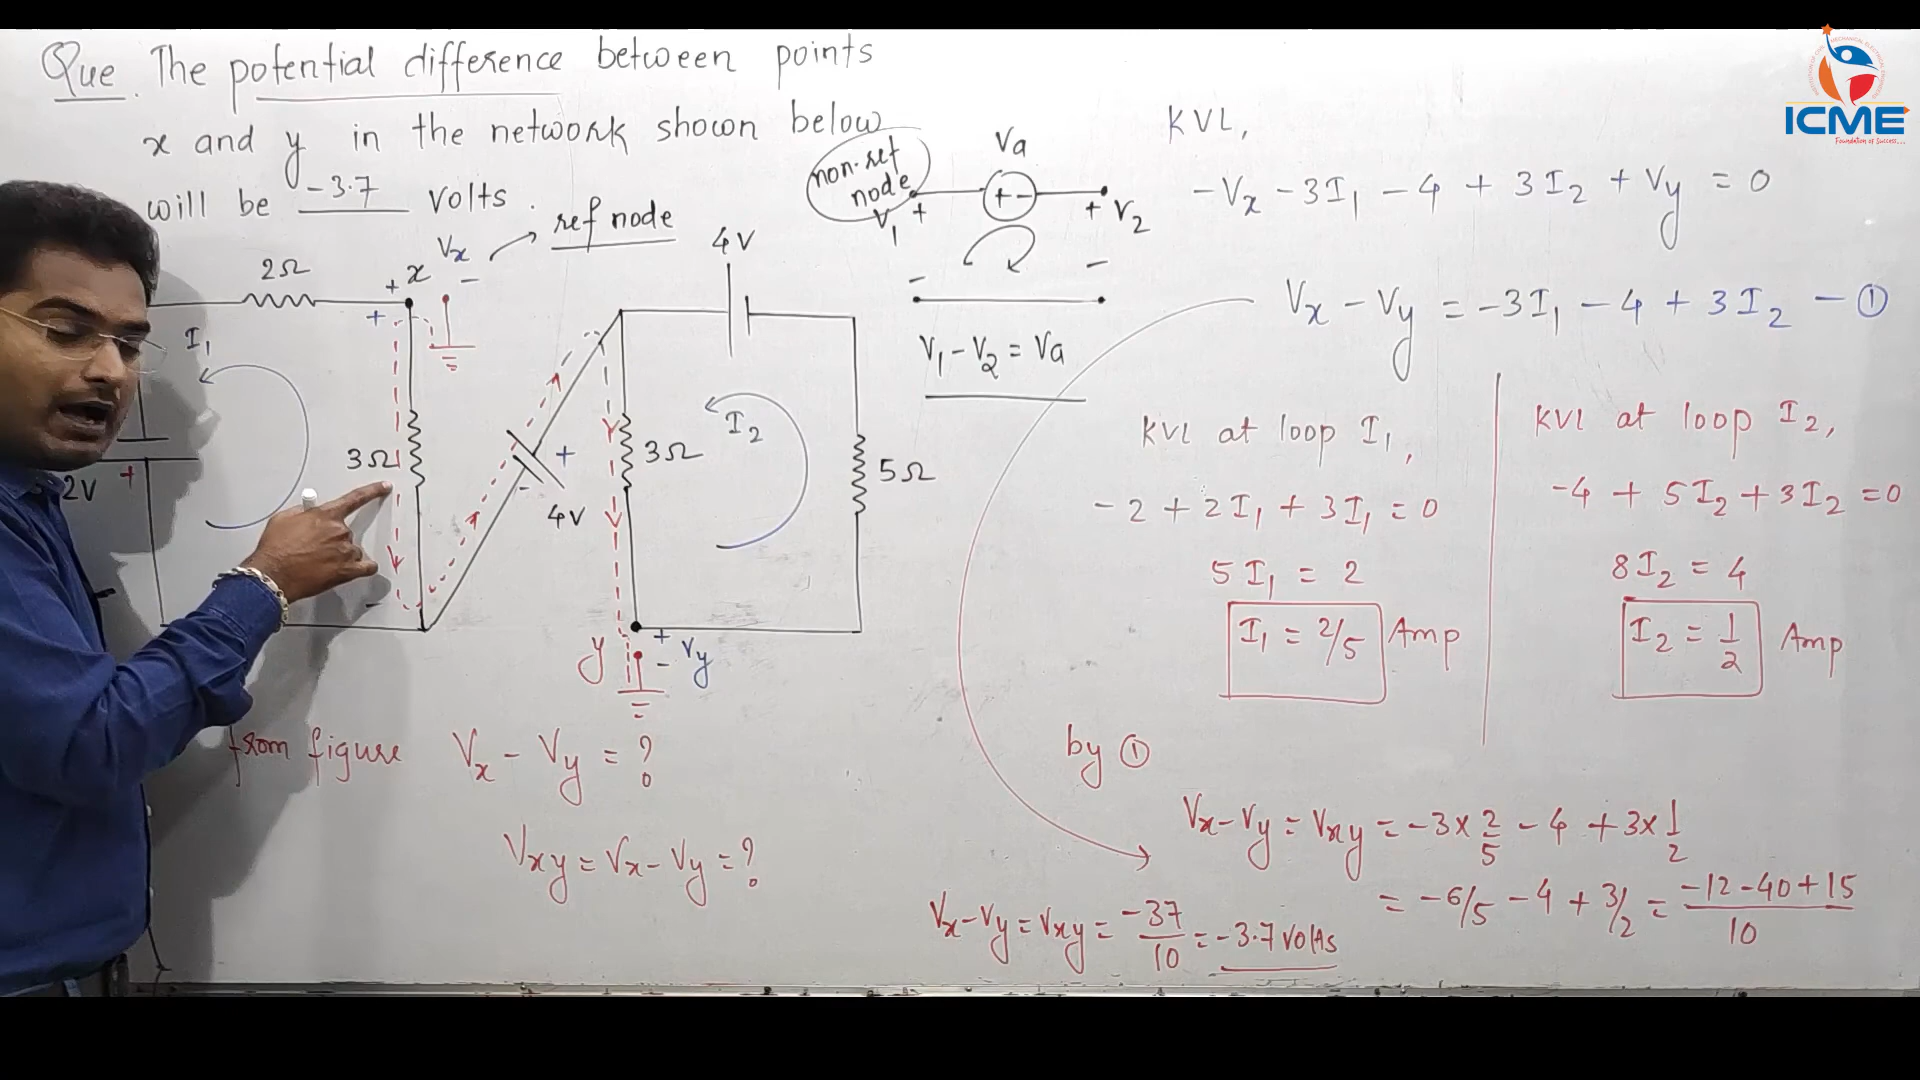 Que. The potential difference between points
x and y in the network shown below
will be -3.7 volts.
ref node
Vx
x
2Ω
I₁
3Ω
2V
4V
4V
3Ω
I₂
5Ω
y
Vy
non-ref
node
V₁
Va
V₂
V₁ - V₂ = Va
from figure Vx - Vy = ?
Vxy = Vx - Vy = ?
KVL,
-Vx - 3I₁ - 4 + 3I₂ + Vy = 0
Vx - Vy = -3I₁ - 4 + 3I₂ - ①
KVL at loop I₁,
-2 + 2I₁ + 3I₁ = 0
5I₁ = 2
I₁ = 2/5 Amp
KVL at loop I₂,
-4 + 5I₂ + 3I₂ = 0
8I₂ = 4
I₂ = 1/2 Amp
by ①
Vx - Vy = Vxy = -3 x 2/5 - 4 + 3 x 1/2
= -6/5 - 4 + 3/2 = -12-40+15/10
Vx - Vy = Vxy = -37/10 = -3.7 volts
ICME
Foundation of Success...